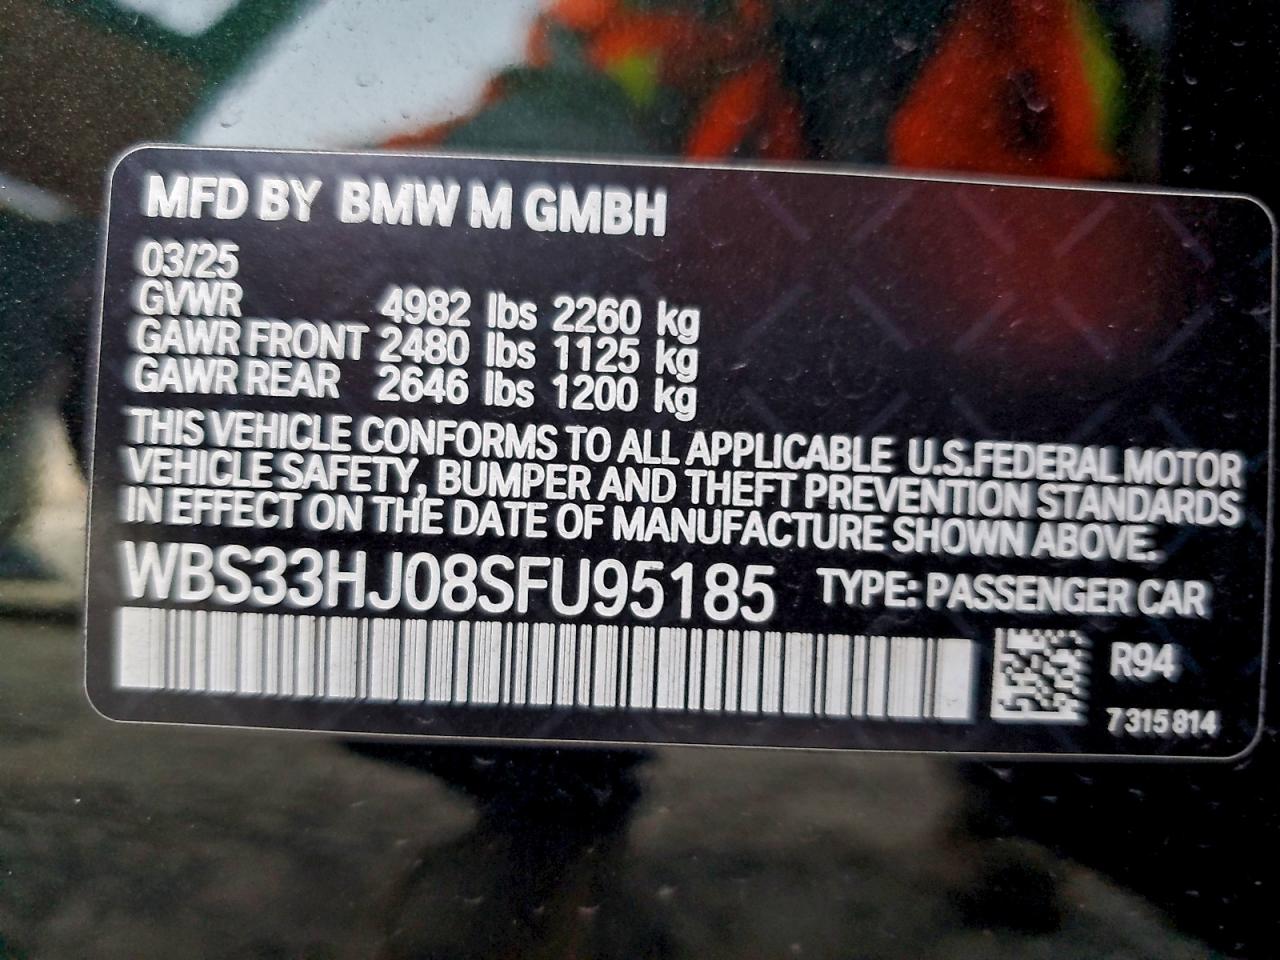 MFD BY BMW M GMBH
03/25
GVWR 4982 lbs 2260 kg
GAWR FRONT 2480 lbs 1125 kg
GAWR REAR 2646 lbs 1200 kg
THIS VEHICLE CONFORMS TO ALL APPLICABLE U.S.FEDERAL MOTOR
VEHICLE SAFETY, BUMPER AND THEFT PREVENTION STANDARDS
IN EFFECT ON THE DATE OF MANUFACTURE SHOWN ABOVE.
WBS33HJ08SFU95185 TYPE: PASSENGER CAR
R94
7 315 814